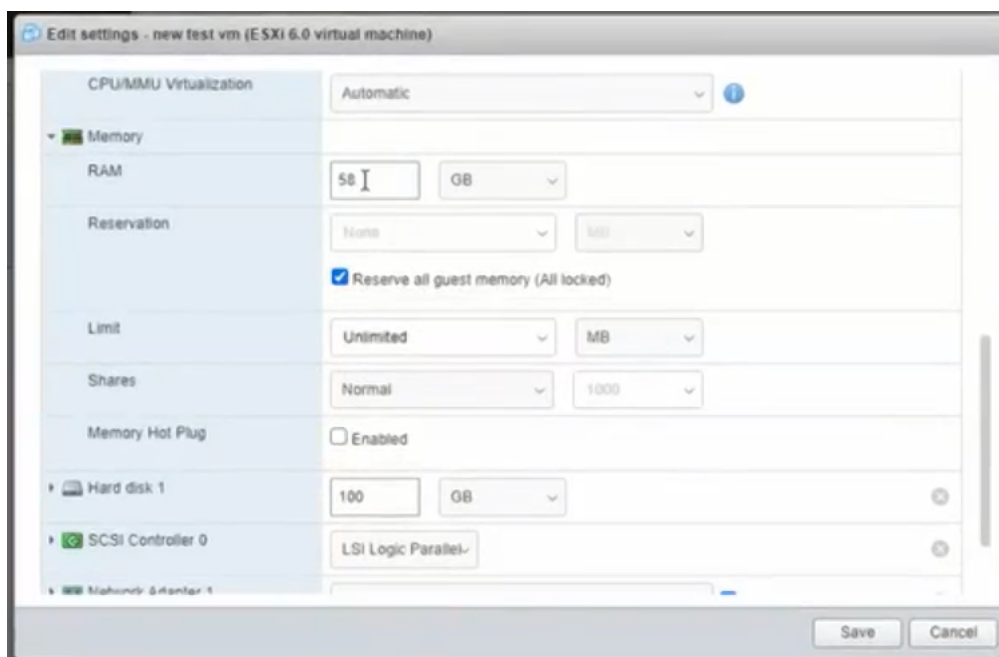 Edit settings - new test vm (ESXi 6.0 virtual machine)
CPU/MMU Virtualization Automatic
Memory
RAM 58 GB
Reservation None MB
Reserve all guest memory (All locked)
Limit Unlimited MB
Shares Normal 1000
Memory Hot Plug Enabled
Hard disk 1 100 GB
SCSI Controller 0 LSI Logic Parallel
Network Adapter 1
Save Cancel